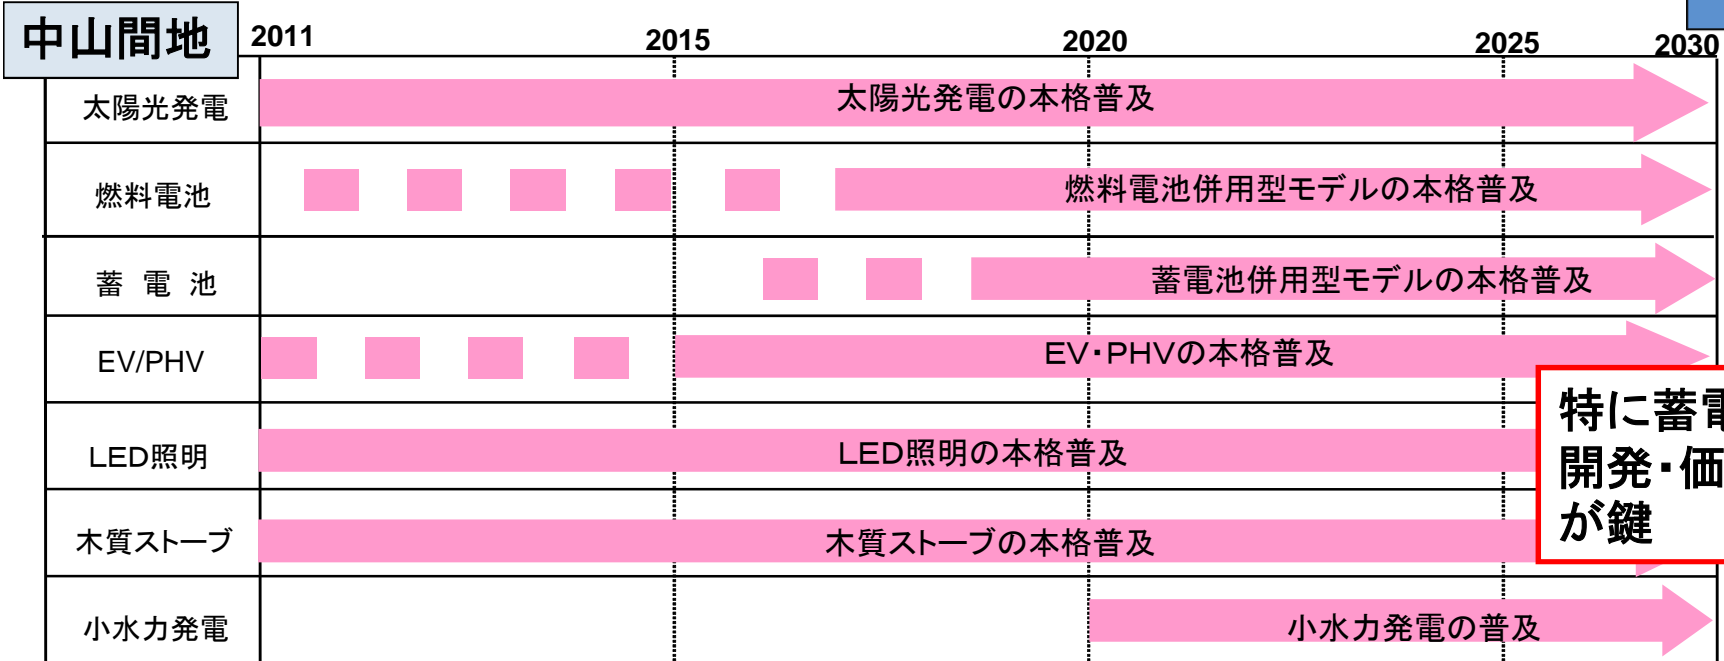 中山間地
2011 2015 2020 2025 2030
太陽光発電 太陽光発電の本格普及
燃料電池 燃料電池併用型モデルの本格普及
蓄 電 池 蓄電池併用型モデルの本格普及
EV/PHV EV・PHVの本格普及
LED照明 LED照明の本格普及
木質ストーブ 木質ストーブの本格普及
小水力発電 小水力発電の普及
特に蓄電
開発・価
が鍵